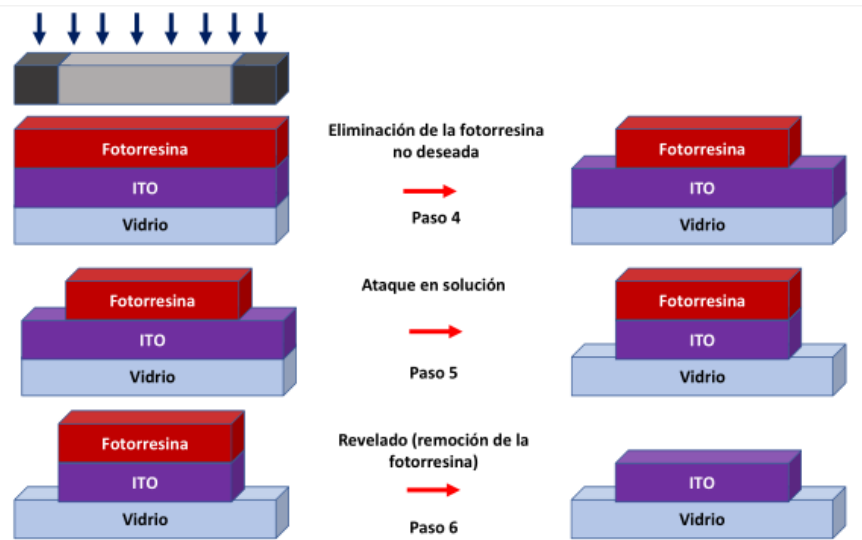 Fotorresina
ITO
Vidrio
Eliminación de la fotorresina
no deseada
Paso 4
Fotorresina
ITO
Vidrio
Fotorresina
ITO
Vidrio
Ataque en solución
Paso 5
Fotorresina
ITO
Vidrio
Fotorresina
ITO
Vidrio
Revelado (remoción de la
fotorresina)
Paso 6
ITO
Vidrio